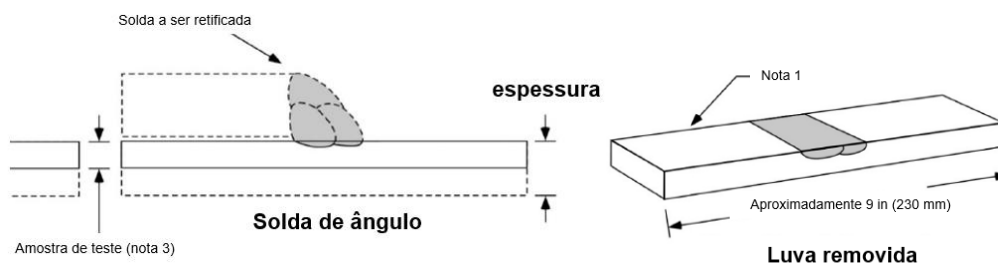 Solda a ser retificada
espessura
Nota 1
Amostra de teste (nota 3)
Solda de ângulo
Aproximadamente 9 in (230 mm)
Luva removida